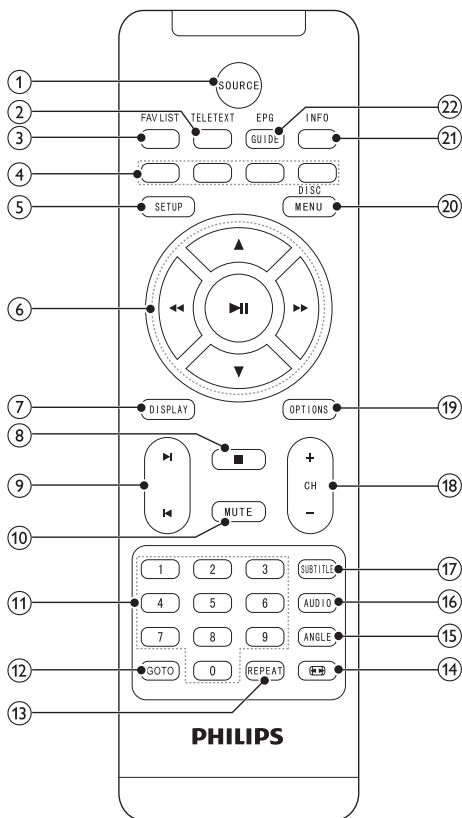 1
SOURCE
2
22
FAV LIST TELETEXT EPG INFO
3
GUIDE
21
4
DISC
5
SETUP
MENU
20
6
7
DISPLAY
OPTIONS
19
8
9
+
CH
-
18
10
MUTE
1 2 3
SUBTITLE
17
11
4 5 6
AUDIO
16
7 8 9
ANGLE
15
12
GOTO
0
REPEAT
14
13
PHILIPS